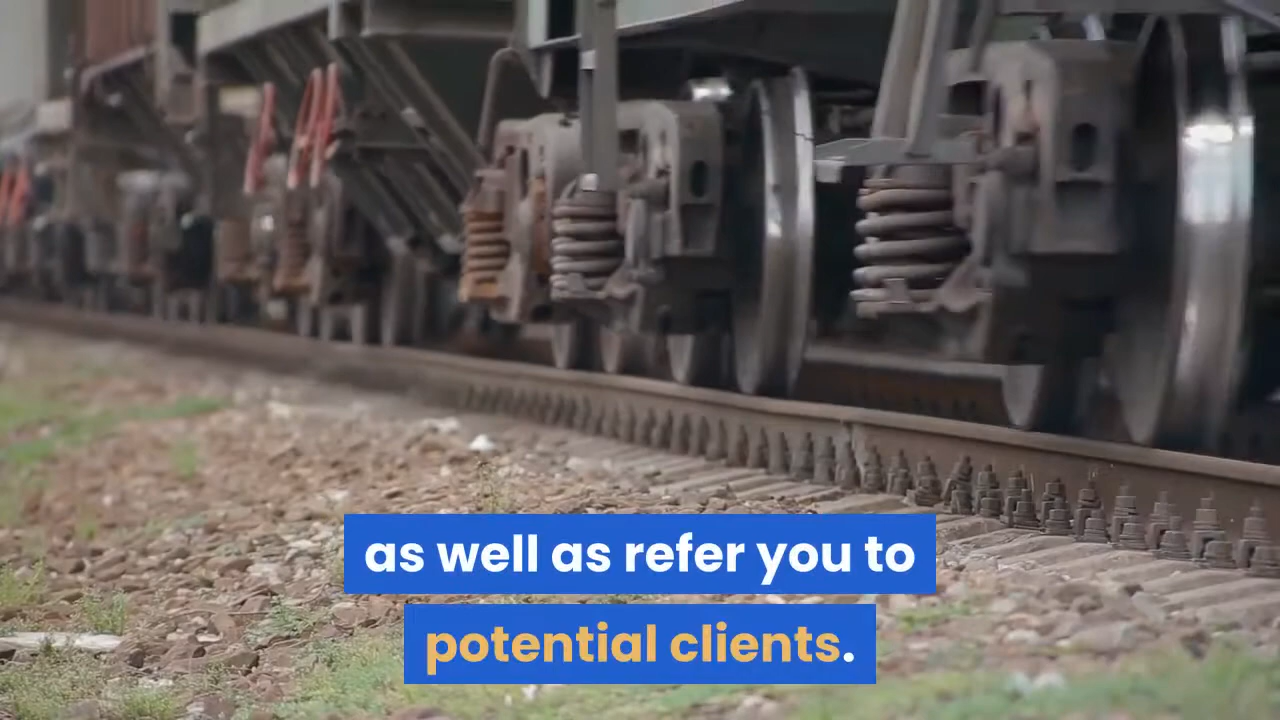 as well as refer you to
potential clients.